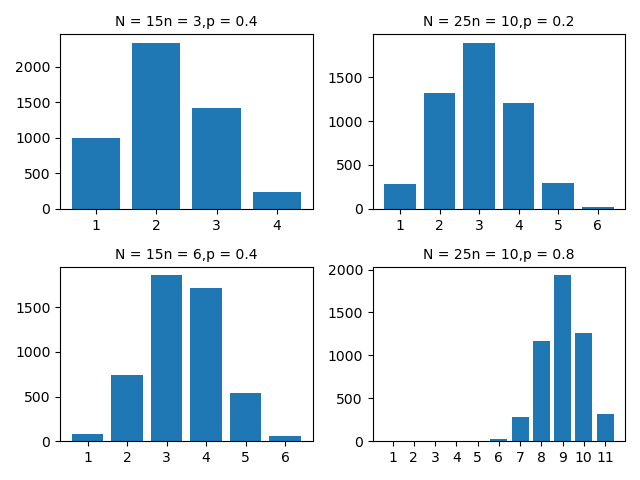 N = 15n = 3,p = 0.4
2000
1500
1000
500
0
1 2 3 4
N = 25n = 10,p = 0.2
1500
1000
500
0
1 2 3 4 5 6
N = 15n = 6,p = 0.4
1500
1000
500
0
1 2 3 4 5 6
N = 25n = 10,p = 0.8
2000
1500
1000
500
0
1 2 3 4 5 6 7 8 9 10 11